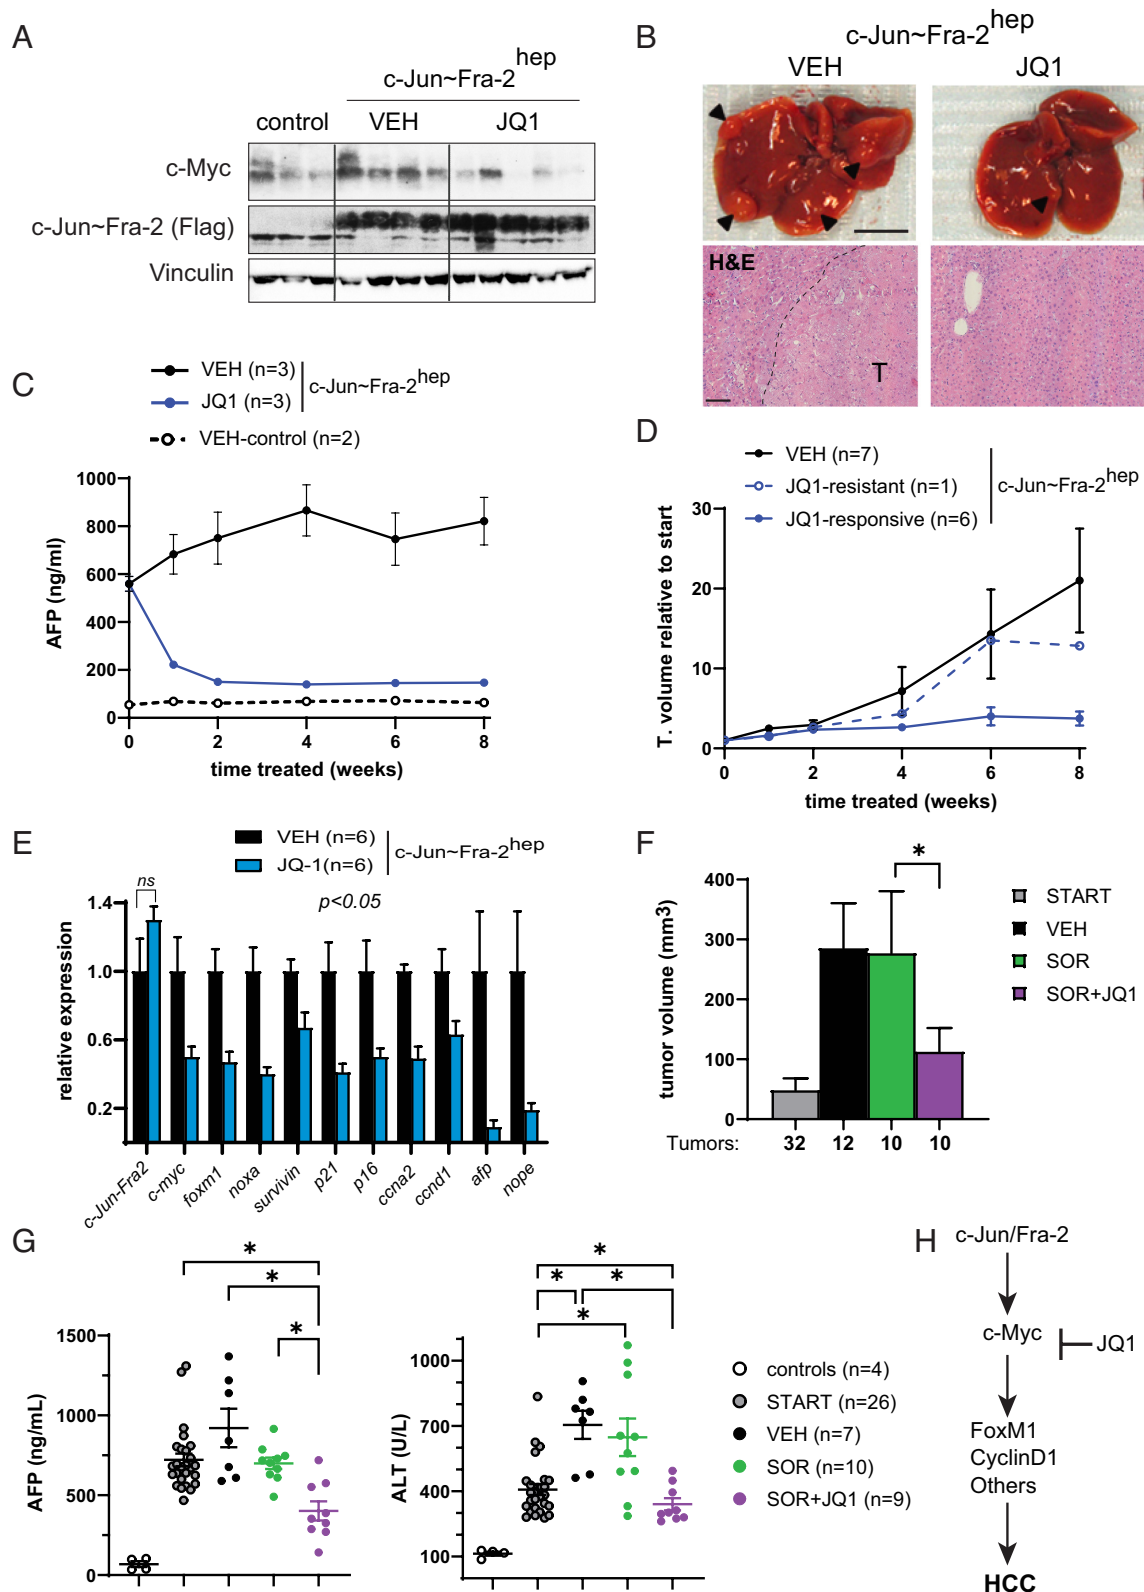 A
c-Jun~Fra-2hep
control VEH JQ1
c-Myc
c-Jun~Fra-2 (Flag)
Vinculin
B
c-Jun~Fra-2hep
VEH JQ1
H&E
T
C
VEH (n=3)
JQ1 (n=3)
c-Jun~Fra-2hep
VEH-control (n=2)
1000
800
600
400
200
0
AFP (ng/ml)
0 2 4 6 8
time treated (weeks)
D
VEH (n=7)
JQ1-resistant (n=1)
JQ1-responsive (n=6)
c-Jun~Fra-2hep
30
20
10
0
T. volume relative to start
0 2 4 6 8
time treated (weeks)
E
VEH (n=6)
JQ-1(n=6)
c-Jun~Fra-2hep
ns
p<0.05
1.4
1.0
0.6
0.2
relative expression
c-Jun-Fra2 c-myc foxm1 noxa survivin p21 p16 ccna2 ccnd1 afp nope
F
*
400
300
200
100
0
tumor volume (mm3)
Tumors: 32 12 10 10
START
VEH
SOR
SOR+JQ1
G
*
*
*
1500
1000
500
0
AFP (ng/mL)
*
* *
*
1000
700
400
100
ALT (U/L)
controls (n=4)
START (n=26)
VEH (n=7)
SOR (n=10)
SOR+JQ1 (n=9)
H
c-Jun/Fra-2
c-Myc JQ1
FoxM1
CyclinD1
Others
HCC